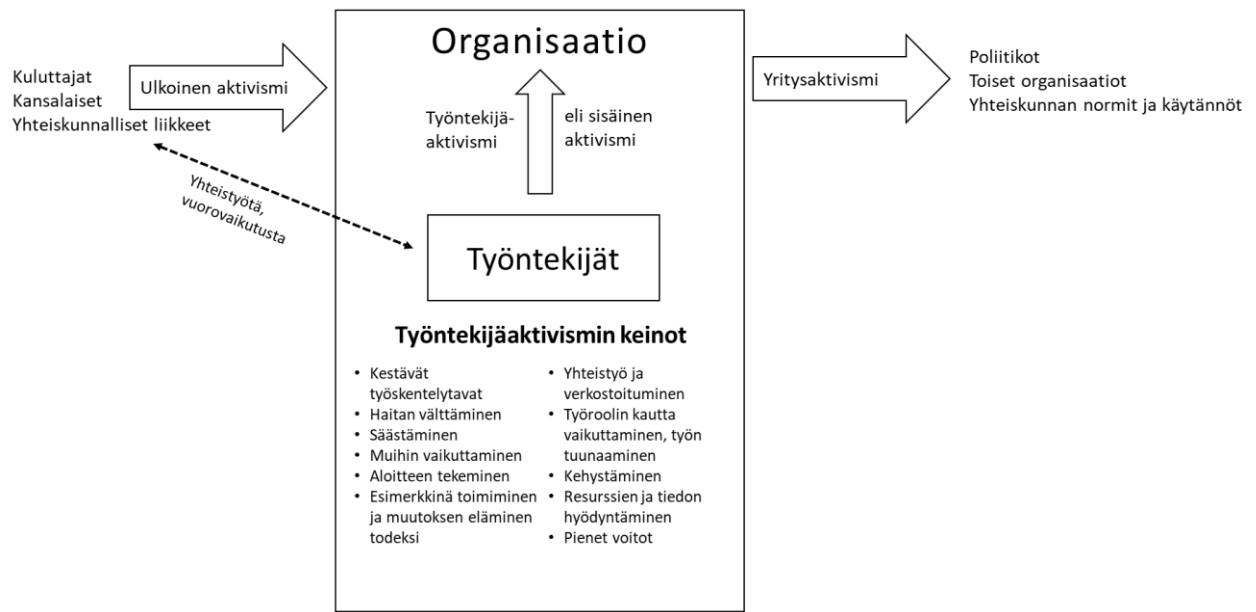 Organisaatio
Kuluttajat
Kansalaiset
Yhteiskunnalliset liikkeet
Ulkoinen aktivismi
Työntekijä-
aktivismi
eli sisäinen
aktivismi
Yritysaktivismi
Poliitikot
Toiset organisaatiot
Yhteiskunnan normit ja käytännöt
Yhteistyötä,
vuorovaikutusta
Työntekijät
Työntekijäaktivismin keinot
• Kestävät
työskentelytavat
• Haitan välttäminen
• Säästäminen
• Muihin vaikuttaminen
• Aloitteen tekeminen
• Esimerkkinä toimiminen
ja muutoksen eläminen
todeksi
• Yhteistyö ja
verkostoituminen
• Työroolin kautta
vaikuttaminen, työn
tuunaaminen
• Kehystäminen
• Resurssien ja tiedon
hyödyntäminen
• Pienet voitot